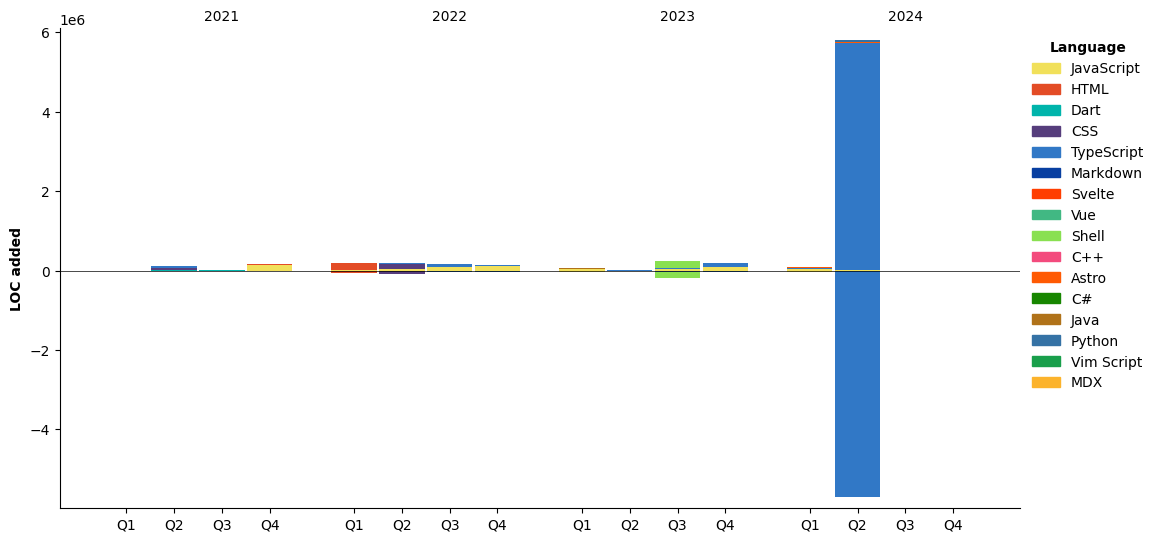 2021 2022 2023 2024
1e6
6
4
2
0
−2
−4
LOC added
Q1 Q2 Q3 Q4 Q1 Q2 Q3 Q4 Q1 Q2 Q3 Q4 Q1 Q2 Q3 Q4
Language
JavaScript
HTML
Dart
CSS
TypeScript
Markdown
Svelte
Vue
Shell
C++
Astro
C#
Java
Python
Vim Script
MDX